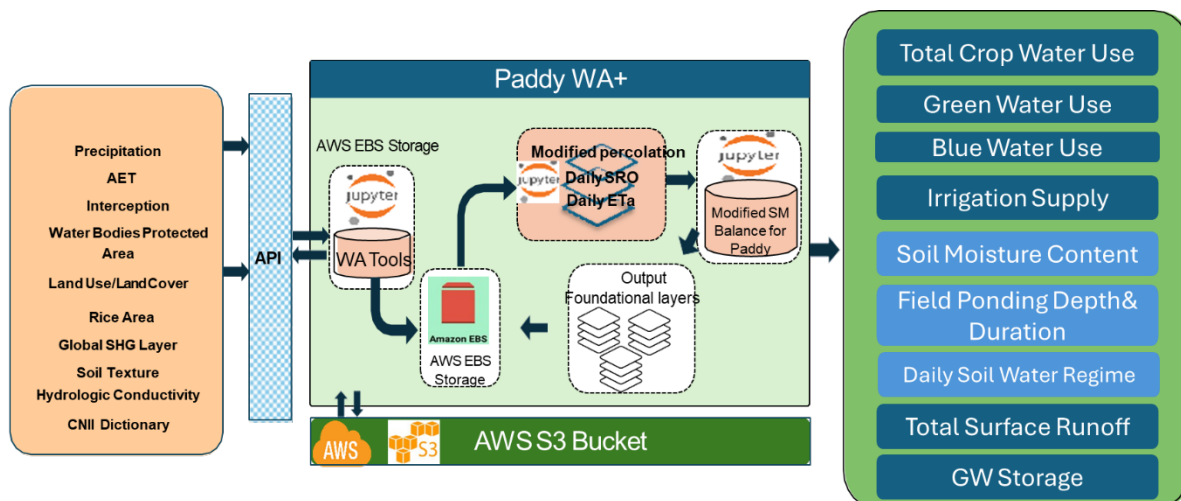 Precipitation
AET
Interception
Water Bodies Protected
Area
Land Use/LandCover
Rice Area
Global SHG Layer
Soil Texture
Hydrologic Conductivity
CNII Dictionary
API
Paddy WA+
AWS EBS Storage
jupyter
WA Tools
Modified percolation
jupyter
Daily SRO
Daily ETa
jupyter
Modified SM
Balance for
Paddy
Amazon EBS
AWS EBS
Storage
Output
Foundational layers
AWS
S3
AWS S3 Bucket
Total Crop Water Use
Green Water Use
Blue Water Use
Irrigation Supply
Soil Moisture Content
Field Ponding Depth&
Duration
Daily Soil Water Regime
Total Surface Runoff
GW Storage